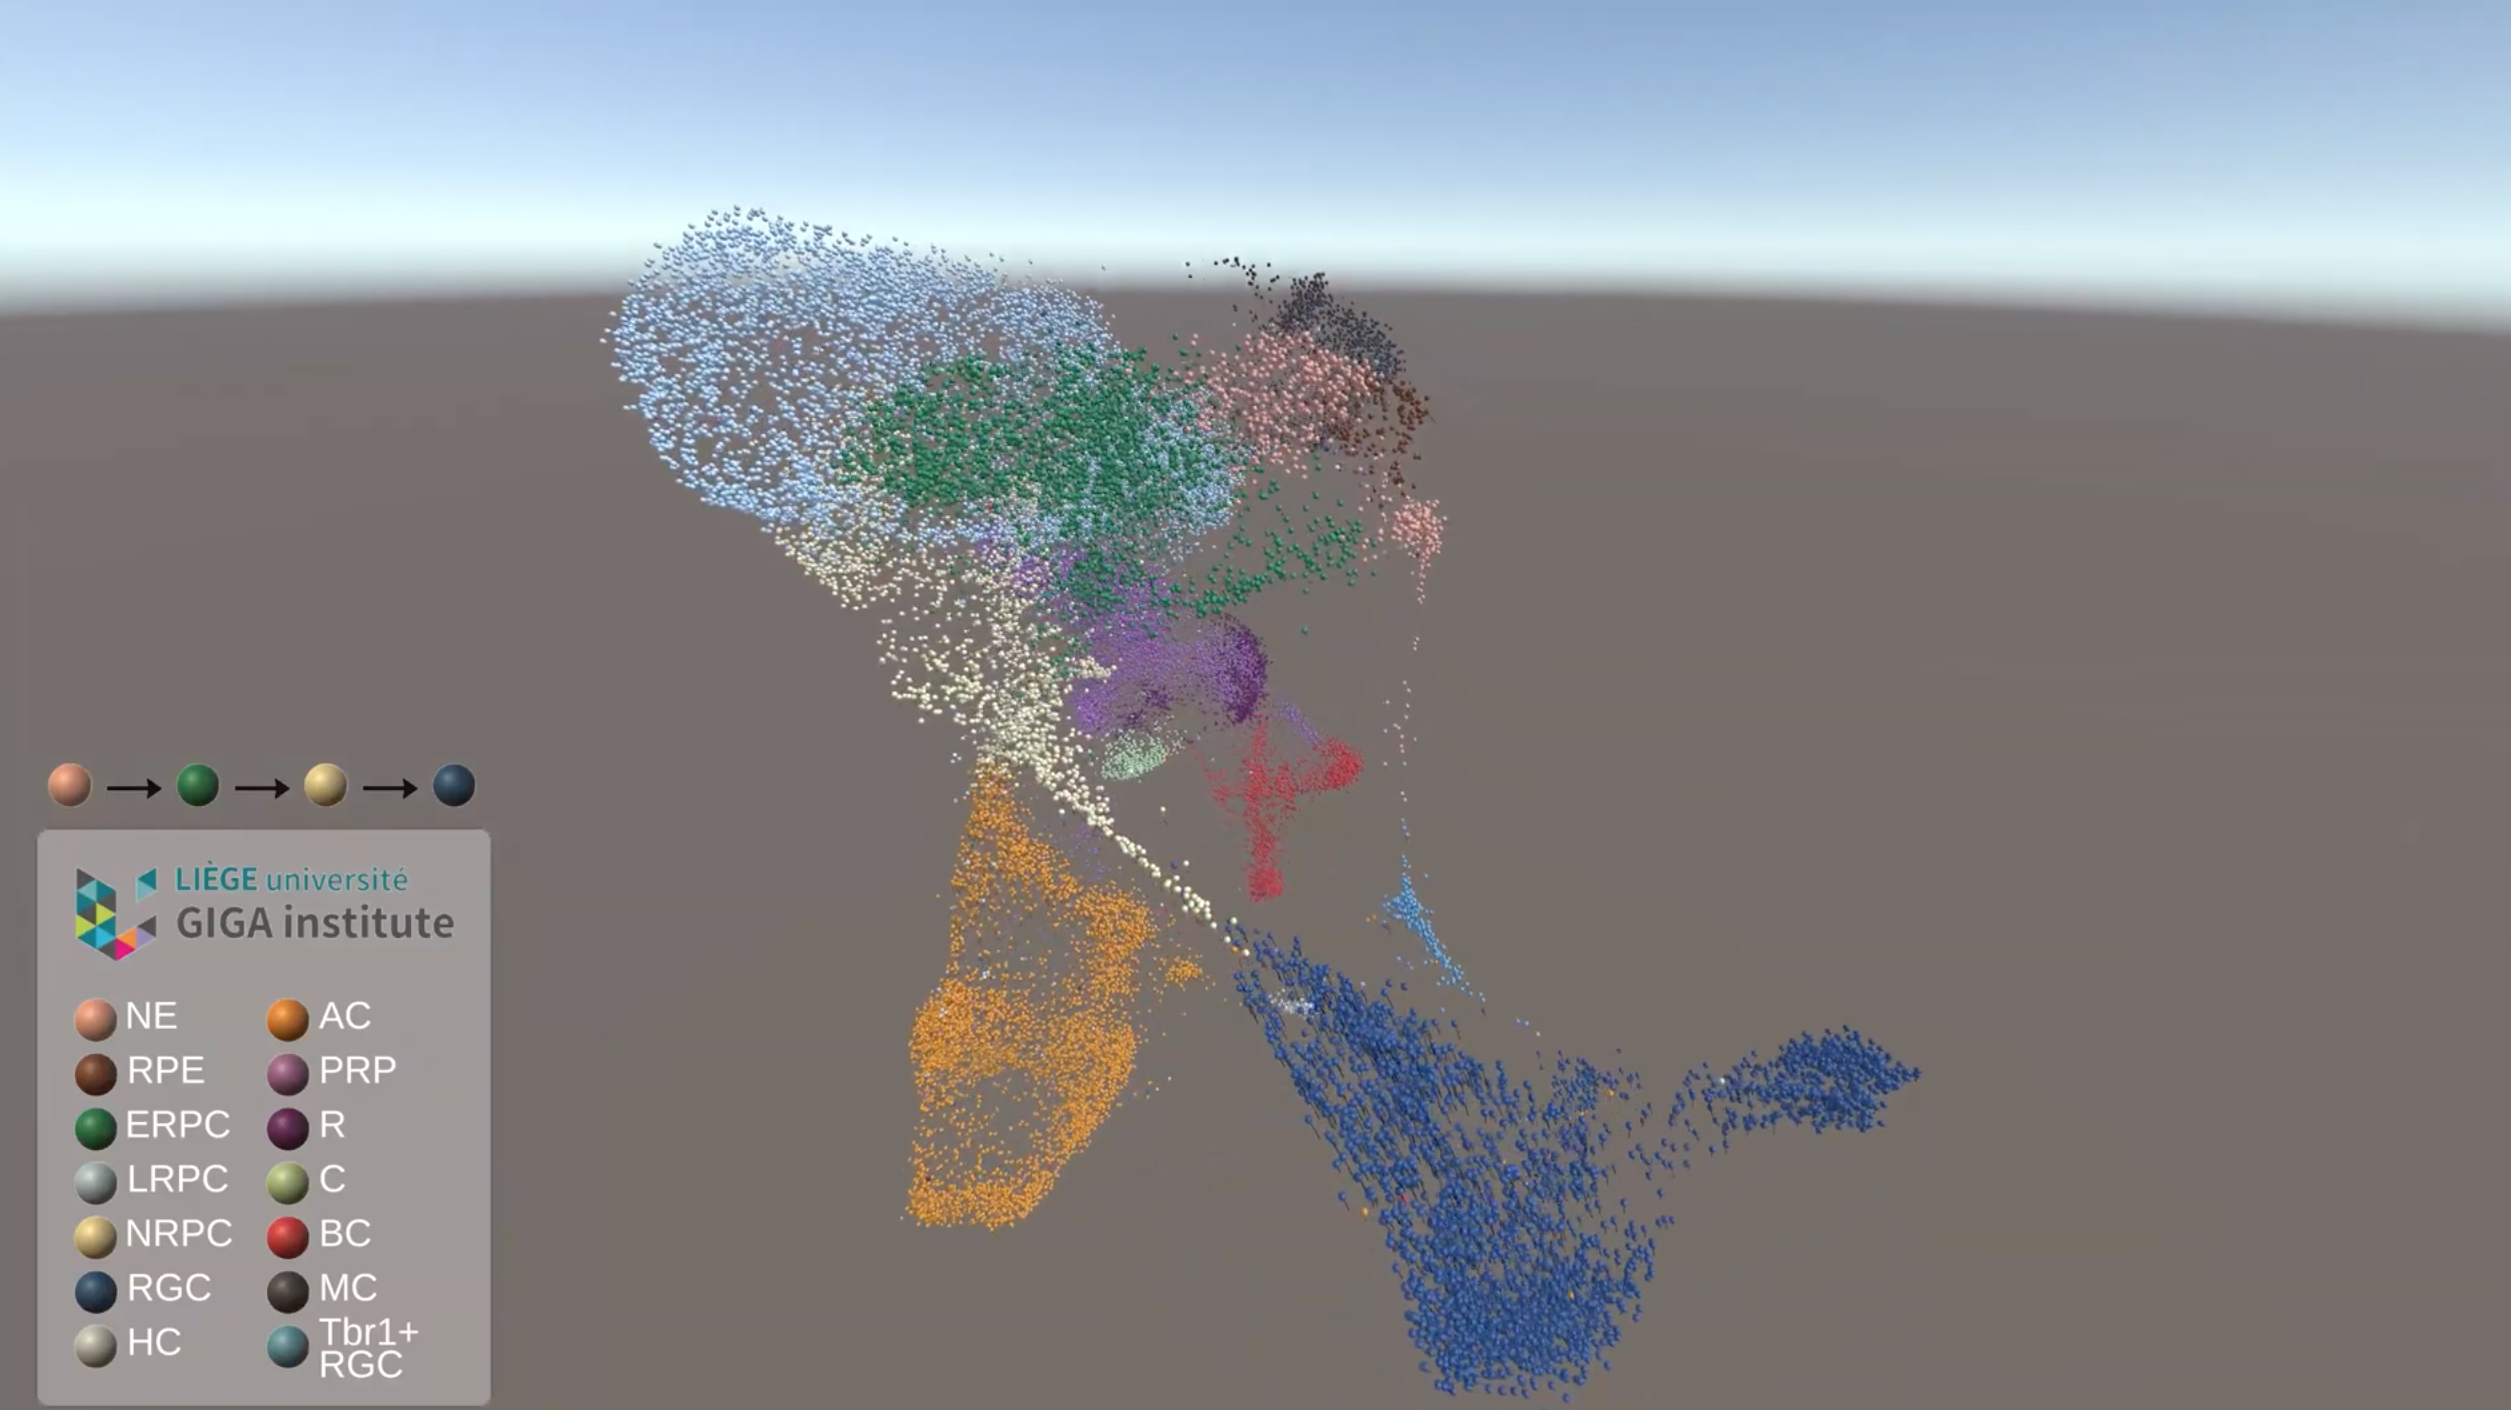 LIÈGE université
GIGA institute
NE
AC
RPE
PRP
ERPC
R
LRPC
C
NRPC
BC
RGC
MC
HC
Tbr1+
RGC